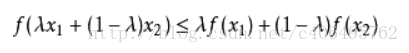 f(λx₁ + (1 − λ)x₂) ≤ λf(x₁) + (1 − λ)f(x₂)